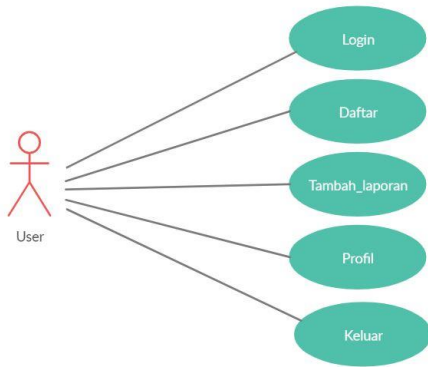 Login
Daftar
Tambah_laporan
User
Profil
Keluar